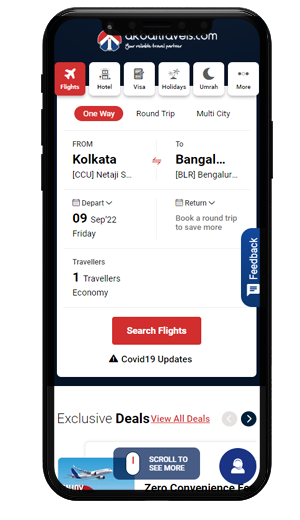 akbartravels.com
Your reliable travel partner
Flights Hotel Visa Holidays Umrah More
One Way Round Trip Multi City
FROM TO
Kolkata Bangal...
[CCU] Netaji S... [BLR] Bengalur...
Depart Return
09 Sep'22 Book a round trip
Friday to save more
Feedback
Travellers
1 Travellers
Economy
Search Flights
Covid19 Updates
Exclusive Deals View All Deals
SCROLL TO
SEE MORE
Zero Convenience Fe